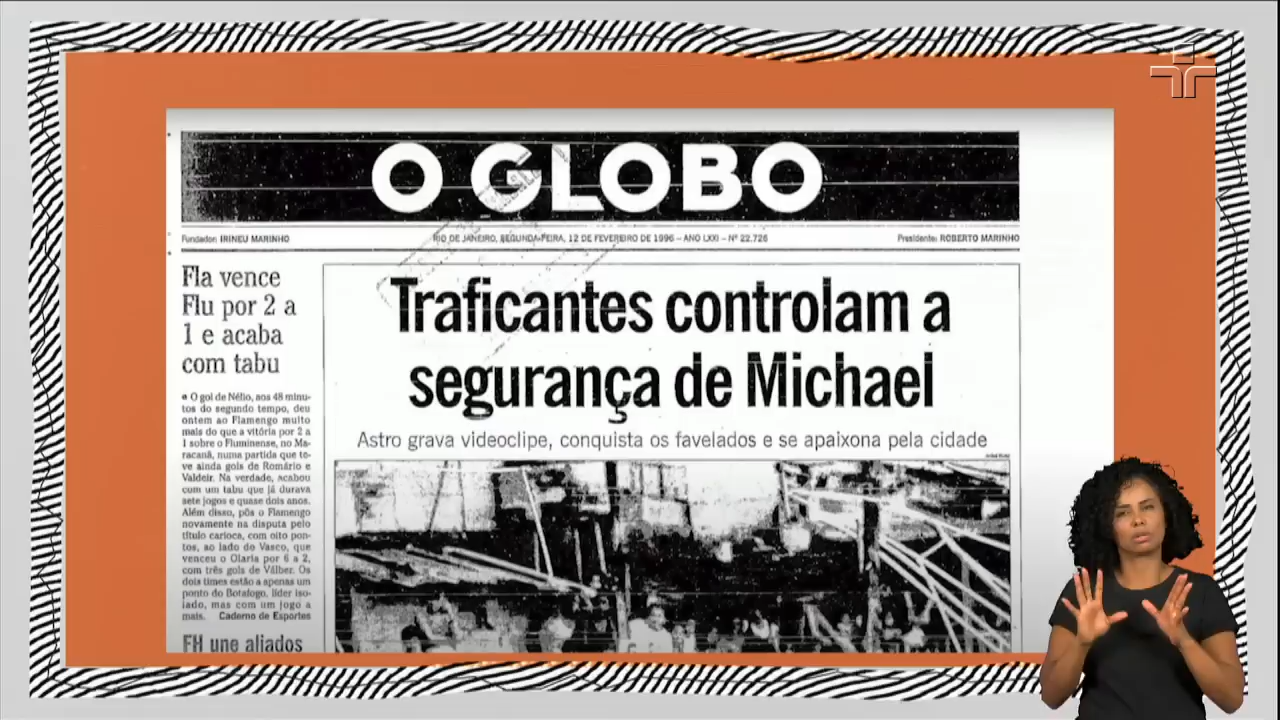 O GLOBO
Fundador: IRINEU MARINHO
RIO DE JANEIRO, SEGUNDA-FEIRA, 12 DE FEVEREIRO DE 1996 – ANO LXXI – Nº 22.726
Presidente: ROBERTO MARINHO
Fla vence
Flu por 2 a
1 e acaba
com tabu
• O gol de Nélio, aos 48 minu-
tos do segundo tempo, deu
ontem ao Flamengo muito
mais do que a vitória por 2 a
1 sobre o Fluminense, no Ma-
racanã, numa partida que te-
ve ainda gols de Romário e
Valdeir. Na verdade, acabou
com um tabu que já durava
sete jogos e quase dois anos.
Além disso, pôs o Flamengo
novamente na disputa pelo
título carioca, com oito pon-
tos, ao lado do Vasco, que
venceu o Olaria por 6 a 2,
com três gols de Válber. Os
dois times estão a apenas um
ponto do Botafogo, líder iso-
lado, mas com um jogo a
mais. Caderno de Esportes
FH une aliados
Traficantes controlam a
segurança de Michael
Astro grava videoclipe, conquista os favelados e se apaixona pela cidade